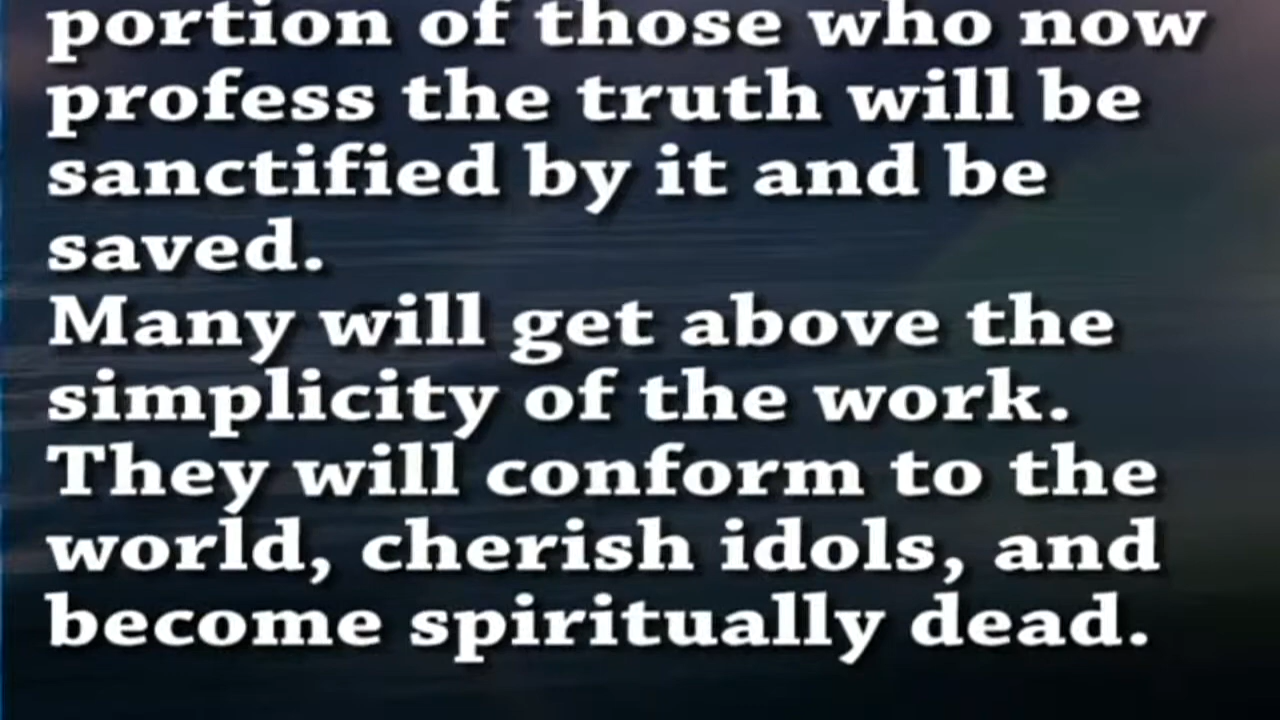 portion of those who now
profess the truth will be
sanctified by it and be
saved.
Many will get above the
simplicity of the work.
They will conform to the
world, cherish idols, and
become spiritually dead.